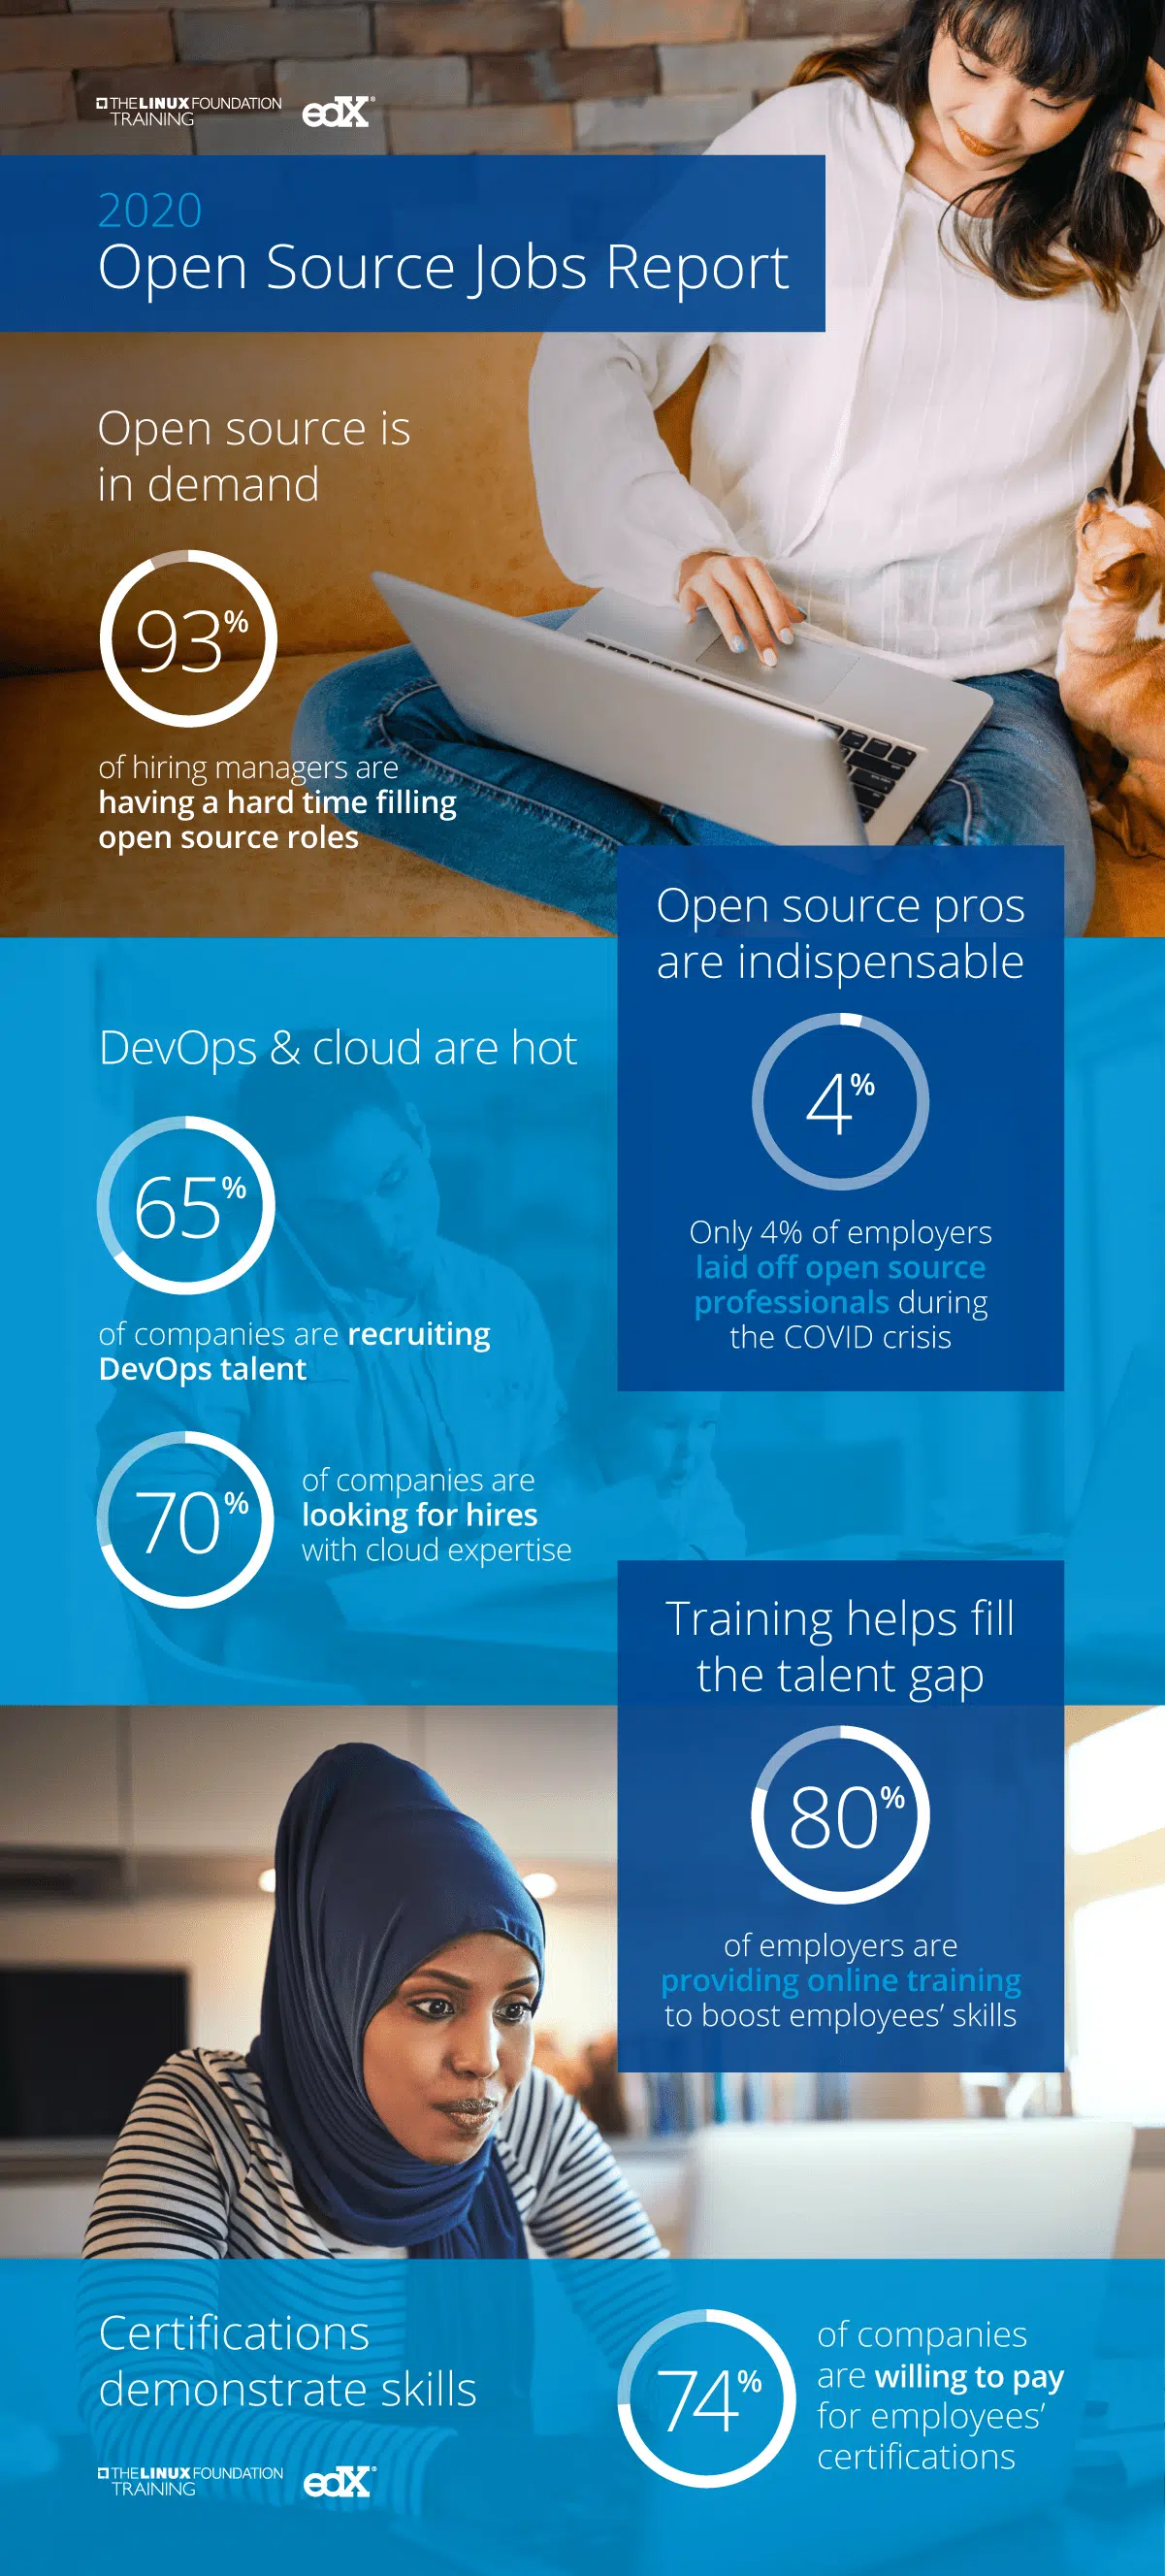 THE LINUX FOUNDATION
TRAINING
edX®
2020
Open Source Jobs Report
Open source is
in demand
93%
of hiring managers are
having a hard time filling
open source roles
Open source pros
are indispensable
4%
Only 4% of employers
laid off open source
professionals during
the COVID crisis
DevOps & cloud are hot
65%
of companies are recruiting
DevOps talent
70%
of companies are
looking for hires
with cloud expertise
Training helps fill
the talent gap
80%
of employers are
providing online training
to boost employees’ skills
Certifications
demonstrate skills
74%
of companies
are willing to pay
for employees’
certifications
THE LINUX FOUNDATION
TRAINING
edX®